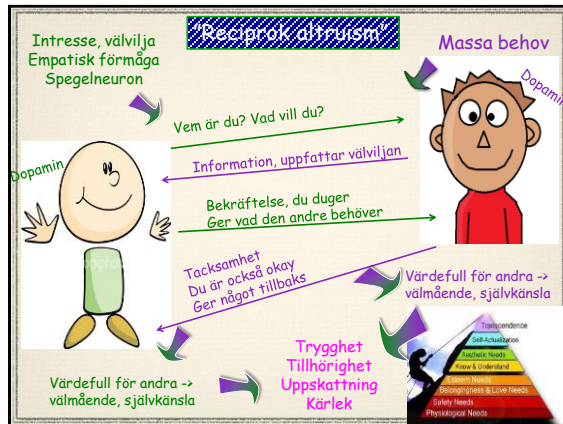 "Reciprok altruism"
Intresse, välvilja
Empatisk förmåga
Spegelneuron
Massa behov
Dopamin
Dopamin
Vem är du? Vad vill du?
Information, uppfattar välviljan
Bekräftelse, du duger
Ger vad den andre behöver
Tacksamhet
Du är också okay
Ger något tillbaks
Värdefull för andra ->
välmående, självkänsla
Värdefull för andra ->
välmående, självkänsla
Trygghet
Tillhörighet
Uppskattning
Kärlek
Transcendence
Self-Actualization
Aesthetic Needs
Know & Understand
Esteem Needs
Belongingness & Love Needs
Safety Needs
Physiological Needs